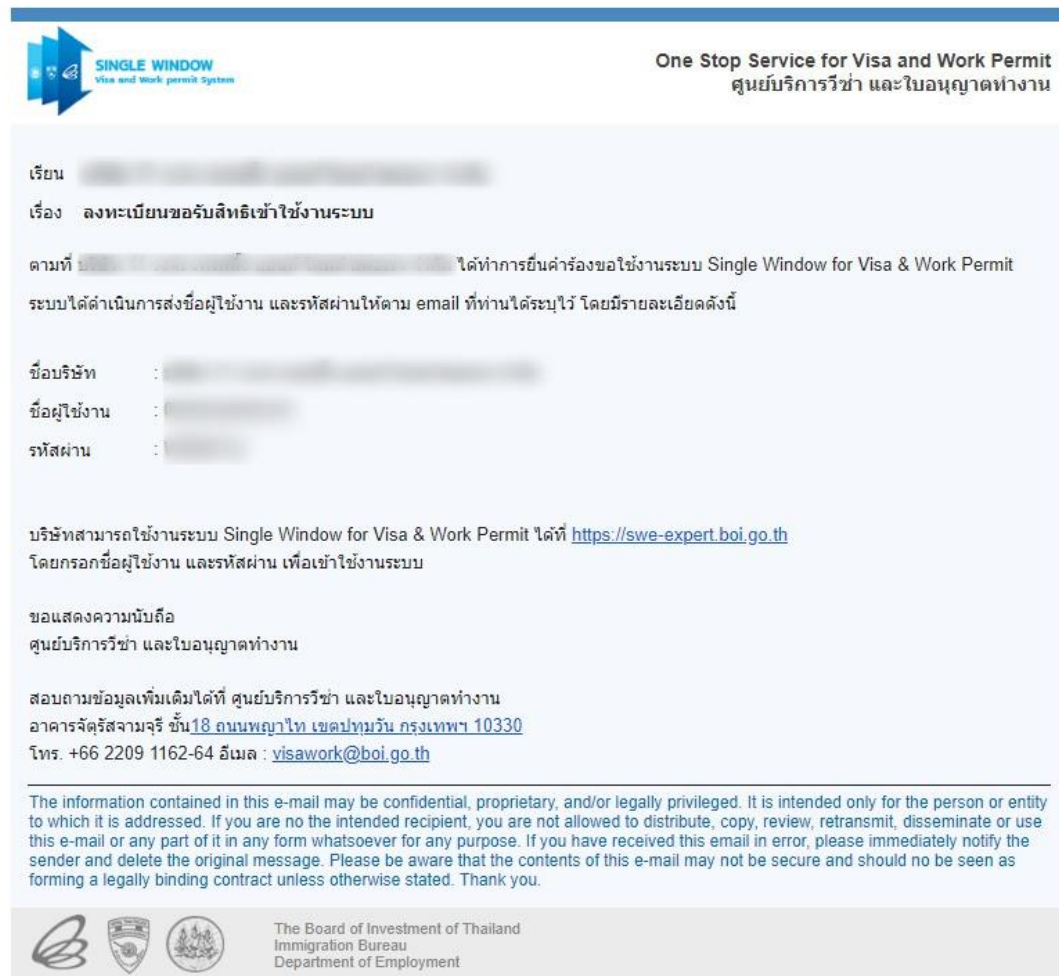 SINGLE WINDOW
Visa and Work permit System
One Stop Service for Visa and Work Permit
ศูนย์บริการวีซ่า และใบอนุญาตทำงาน
เรียน
เรื่อง ลงทะเบียนขอรับสิทธิเข้าใช้งานระบบ
ตามที่ ได้ทำการยื่นคำร้องขอใช้งานระบบ Single Window for Visa & Work Permit
ระบบได้ดำเนินการส่งชื่อผู้ใช้งาน และรหัสผ่านให้ตาม email ที่ท่านได้ระบุไว้ โดยมีรายละเอียดดังนี้
ชื่อบริษัท :
ชื่อผู้ใช้งาน :
รหัสผ่าน :
บริษัทสามารถใช้งานระบบ Single Window for Visa & Work Permit ได้ที่ https://swe-expert.boi.go.th
โดยกรอกชื่อผู้ใช้งาน และรหัสผ่าน เพื่อเข้าใช้งานระบบ
ขอแสดงความนับถือ
ศูนย์บริการวีซ่า และใบอนุญาตทำงาน
สอบถามข้อมูลเพิ่มเติมได้ที่ ศูนย์บริการวีซ่า และใบอนุญาตทำงาน
อาคารจัตุรัสจามจุรี ชั้น18 ถนนพญาไท เขตปทุมวัน กรุงเทพฯ 10330
โทร. +66 2209 1162-64 อีเมล : visawork@boi.go.th
The information contained in this e-mail may be confidential, proprietary, and/or legally privileged. It is intended only for the person or entity
to which it is addressed. If you are no the intended recipient, you are not allowed to distribute, copy, review, retransmit, disseminate or use
this e-mail or any part of it in any form whatsoever for any purpose. If you have received this email in error, please immediately notify the
sender and delete the original message. Please be aware that the contents of this e-mail may not be secure and should no be seen as
forming a legally binding contract unless otherwise stated. Thank you.
The Board of Investment of Thailand
Immigration Bureau
Department of Employment